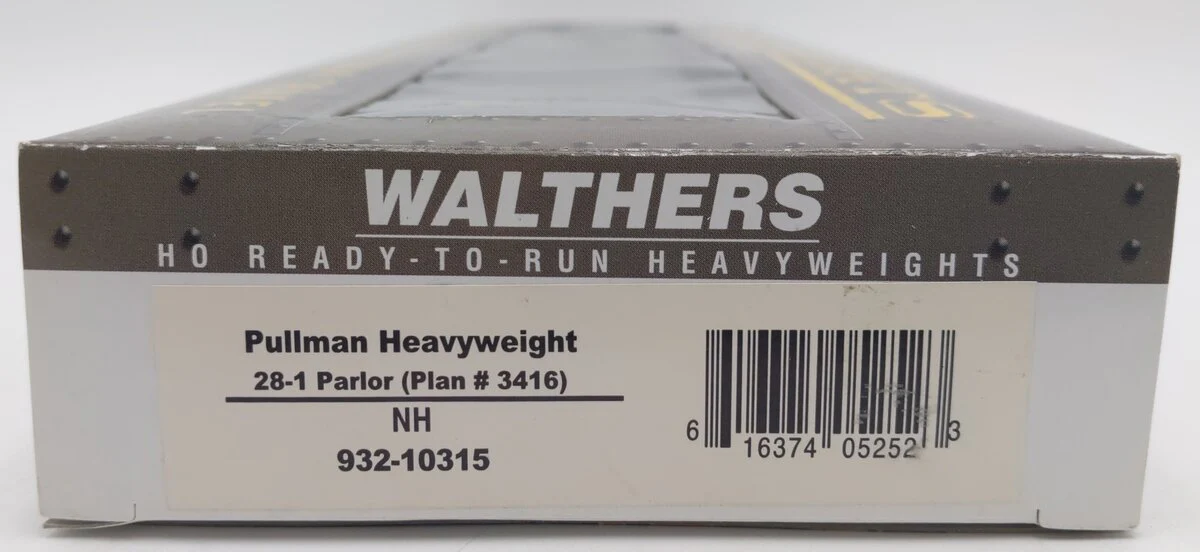 WALTHERS
HO READY-TO-RUN HEAVYWEIGHTS
Pullman Heavyweight
28-1 Parlor (Plan # 3416)
NH
932-10315
6 16374 05252 3